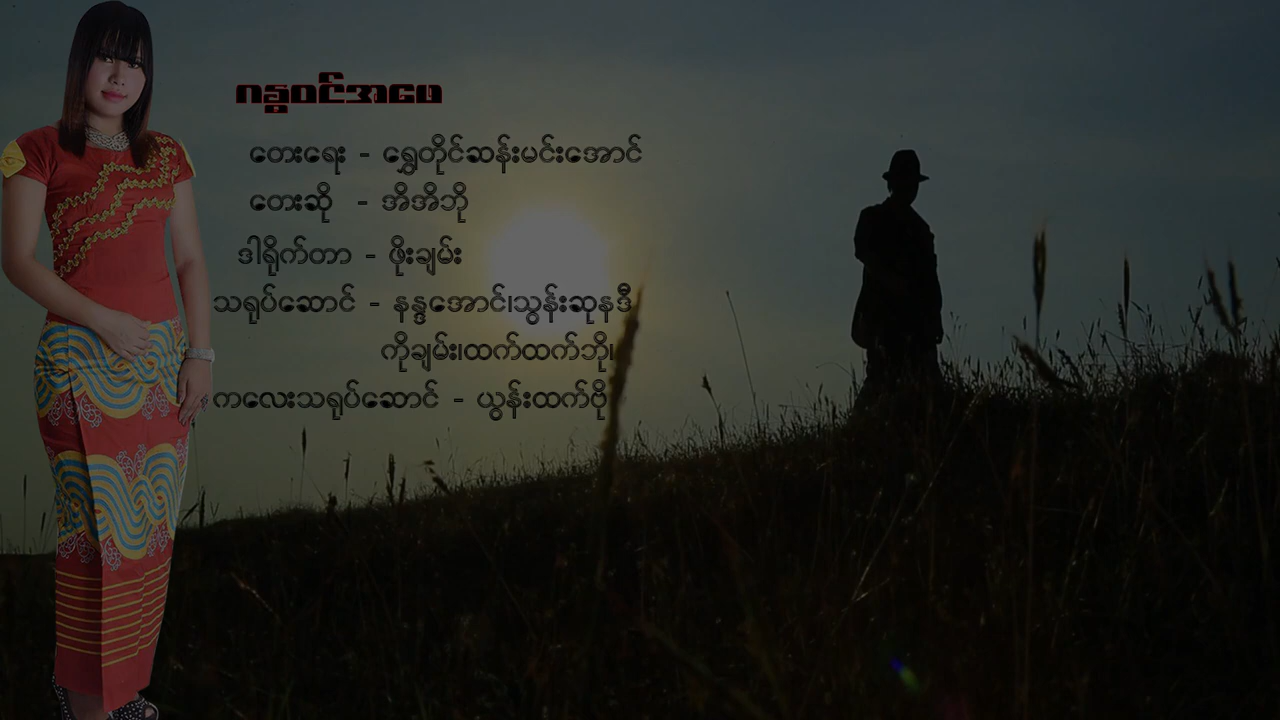 ဂန္ထဝင်အဖေ
တေးရေး - ရွှေတိုင်ဆန်းမင်းအောင်
တေးဆို - အိအိဘို
ဒါရိုက်တာ - ဖိုးချမ်း
သရုပ်ဆောင် - နန္ဒအောင်၊သွန်းဆုနဒီ
ကိုချမ်း၊ထက်ထက်ဘို၊
ကလေးသရုပ်ဆောင် - ယွန်းထက်ဗို